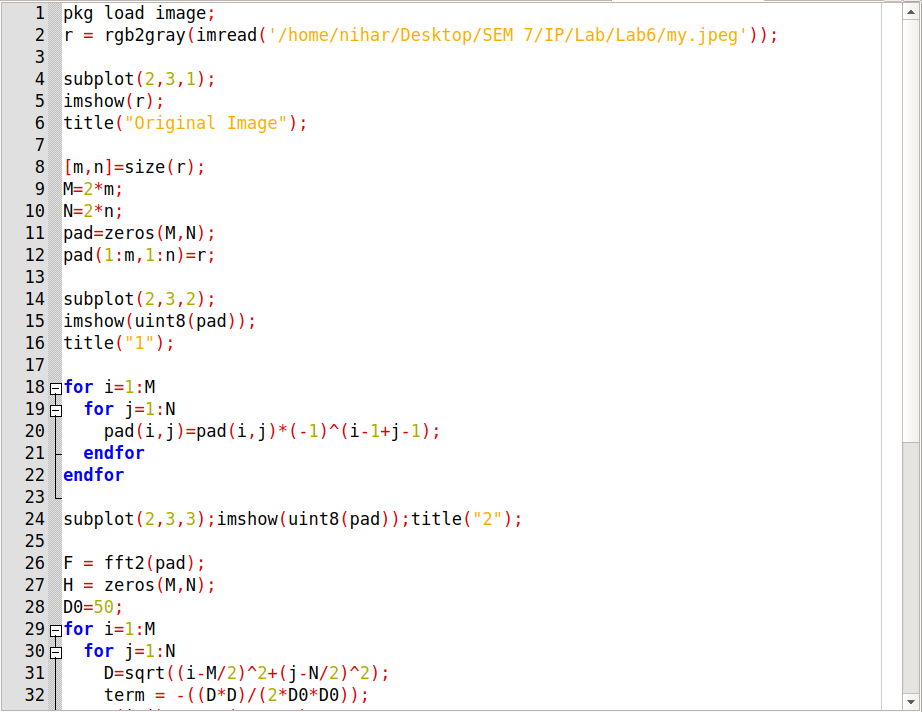 1 pkg load image;
2 r = rgb2gray(imread('/home/nihar/Desktop/SEM 7/IP/Lab/Lab6/my.jpeg'));
3
4 subplot(2,3,1);
5 imshow(r);
6 title("Original Image");
7
8 [m,n]=size(r);
9 M=2*m;
10 N=2*n;
11 pad=zeros(M,N);
12 pad(1:m,1:n)=r;
13
14 subplot(2,3,2);
15 imshow(uint8(pad));
16 title("1");
17
18 for i=1:M
19   for j=1:N
20     pad(i,j)=pad(i,j)*(-1)^(i-1+j-1);
21   endfor
22 endfor
23
24 subplot(2,3,3);imshow(uint8(pad));title("2");
25
26 F = fft2(pad);
27 H = zeros(M,N);
28 D0=50;
29 for i=1:M
30   for j=1:N
31     D=sqrt((i-M/2)^2+(j-N/2)^2);
32     term = -((D*D)/(2*D0*D0));